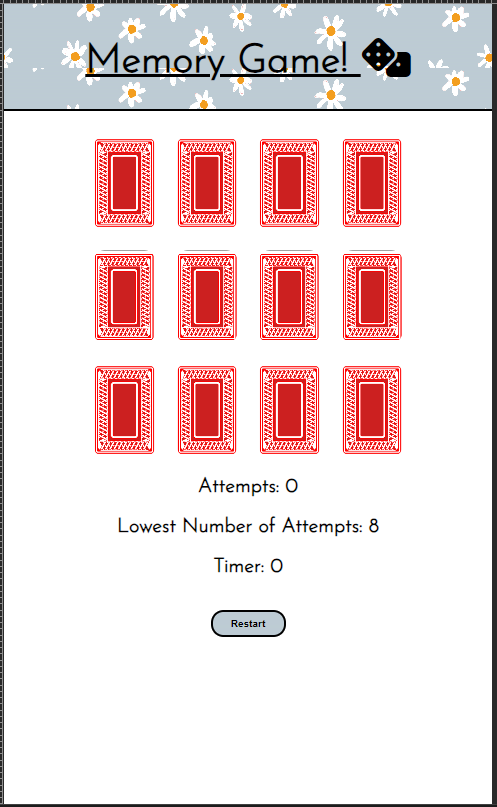 Memory Game!
Attempts: 0
Lowest Number of Attempts: 8
Timer: 0
Restart